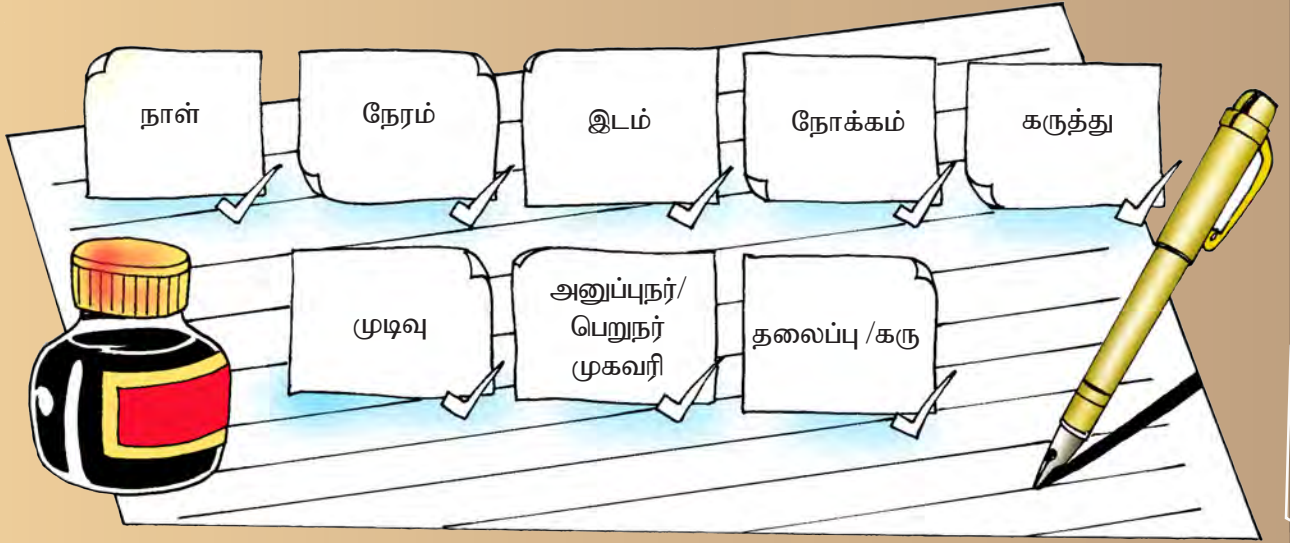 நாள்
நேரம்
இடம்
நோக்கம்
கருத்து
முடிவு
அனுப்புநர்/
பெறுநர்
முகவரி
தலைப்பு /கரு